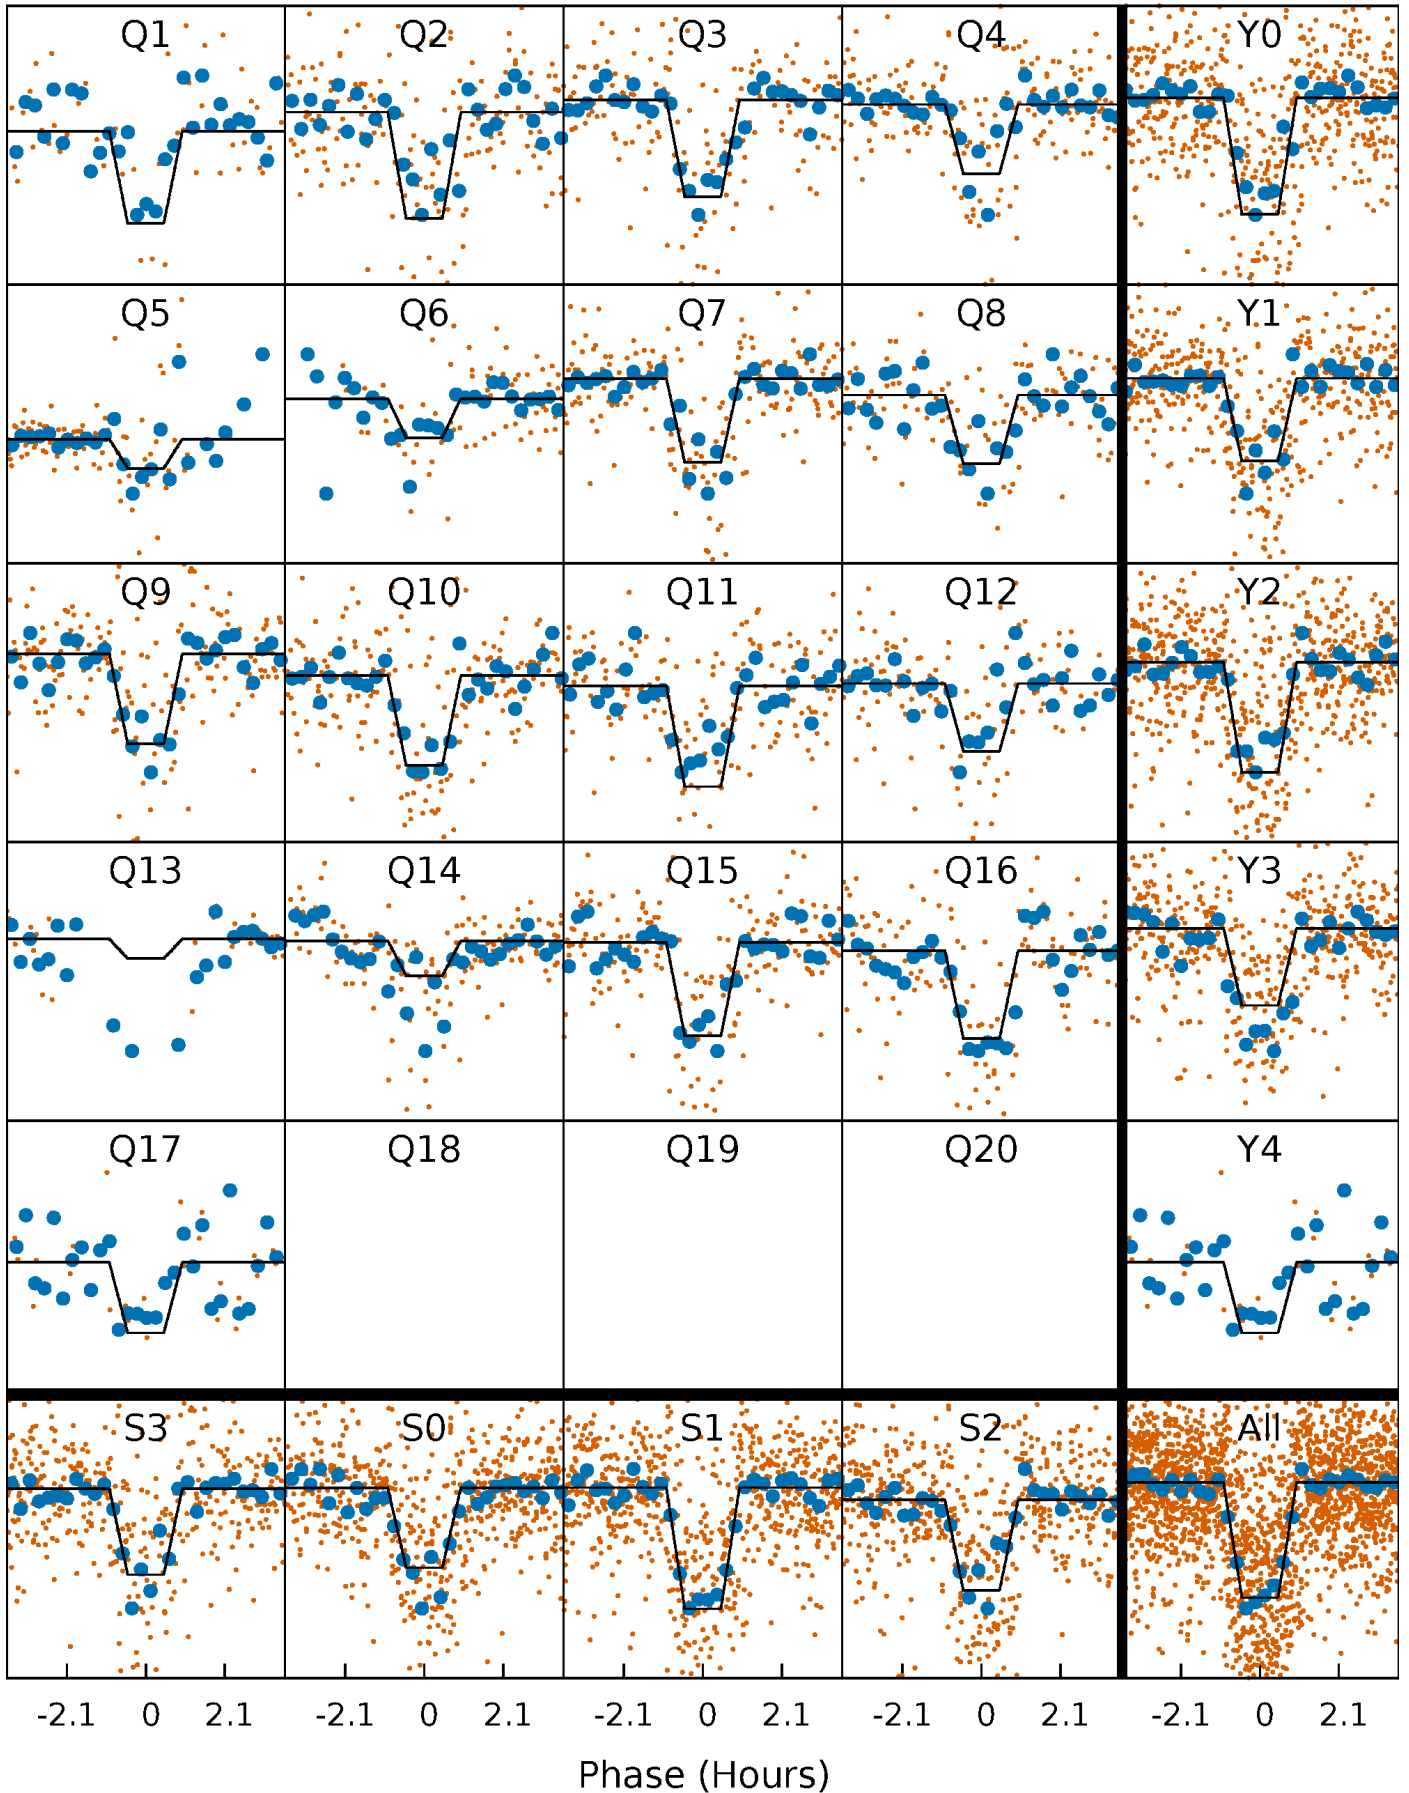 Q1 Q2 Q3 Q4 Y0
Q5 Q6 Q7 Q8 Y1
Q9 Q10 Q11 Q12 Y2
Q13 Q14 Q15 Q16 Y3
Q17 Q18 Q19 Q20 Y4
S3 S0 S1 S2 All
-2.1 0 2.1 -2.1 0 2.1 -2.1 0 2.1 -2.1 0 2.1 -2.1 0 2.1
Phase (Hours)